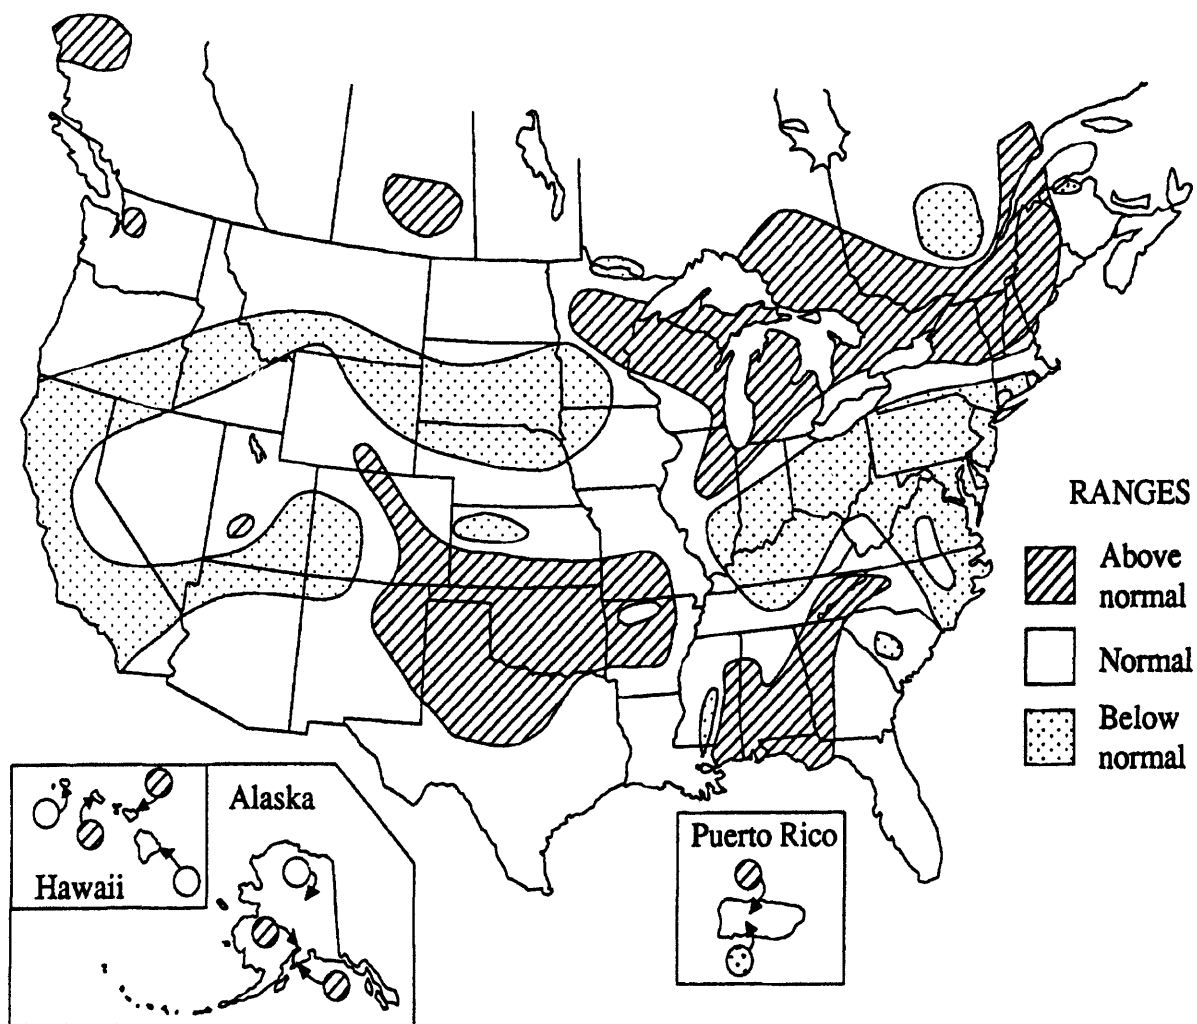 RANGES
Above
normal
Normal
Below
normal
Alaska
Hawaii
Puerto Rico